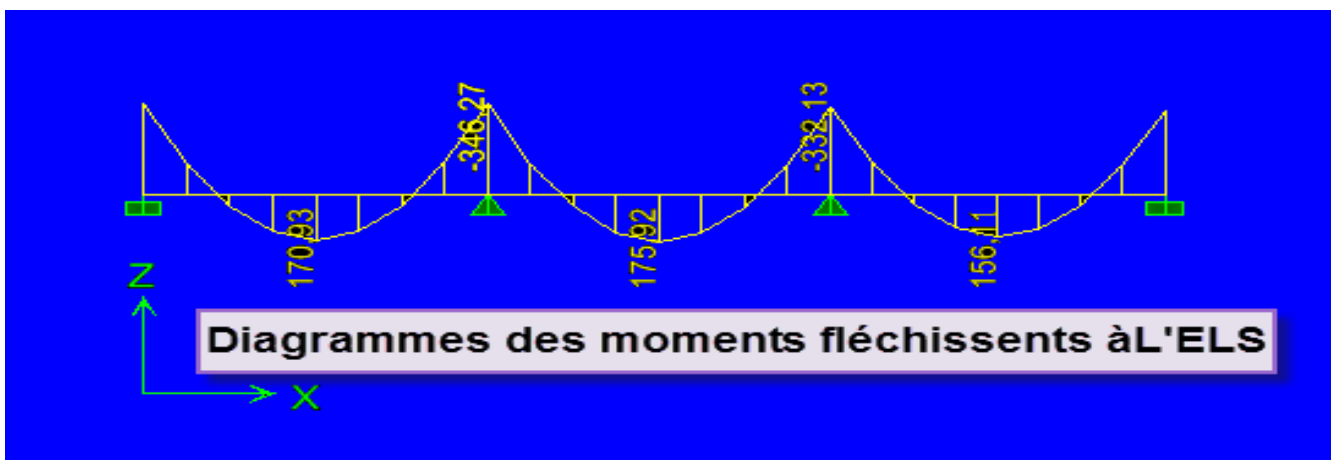 -346,27
-332,13
170,93
175,92
156,11
Z
Diagrammes des moments fléchissents àL'ELS
X